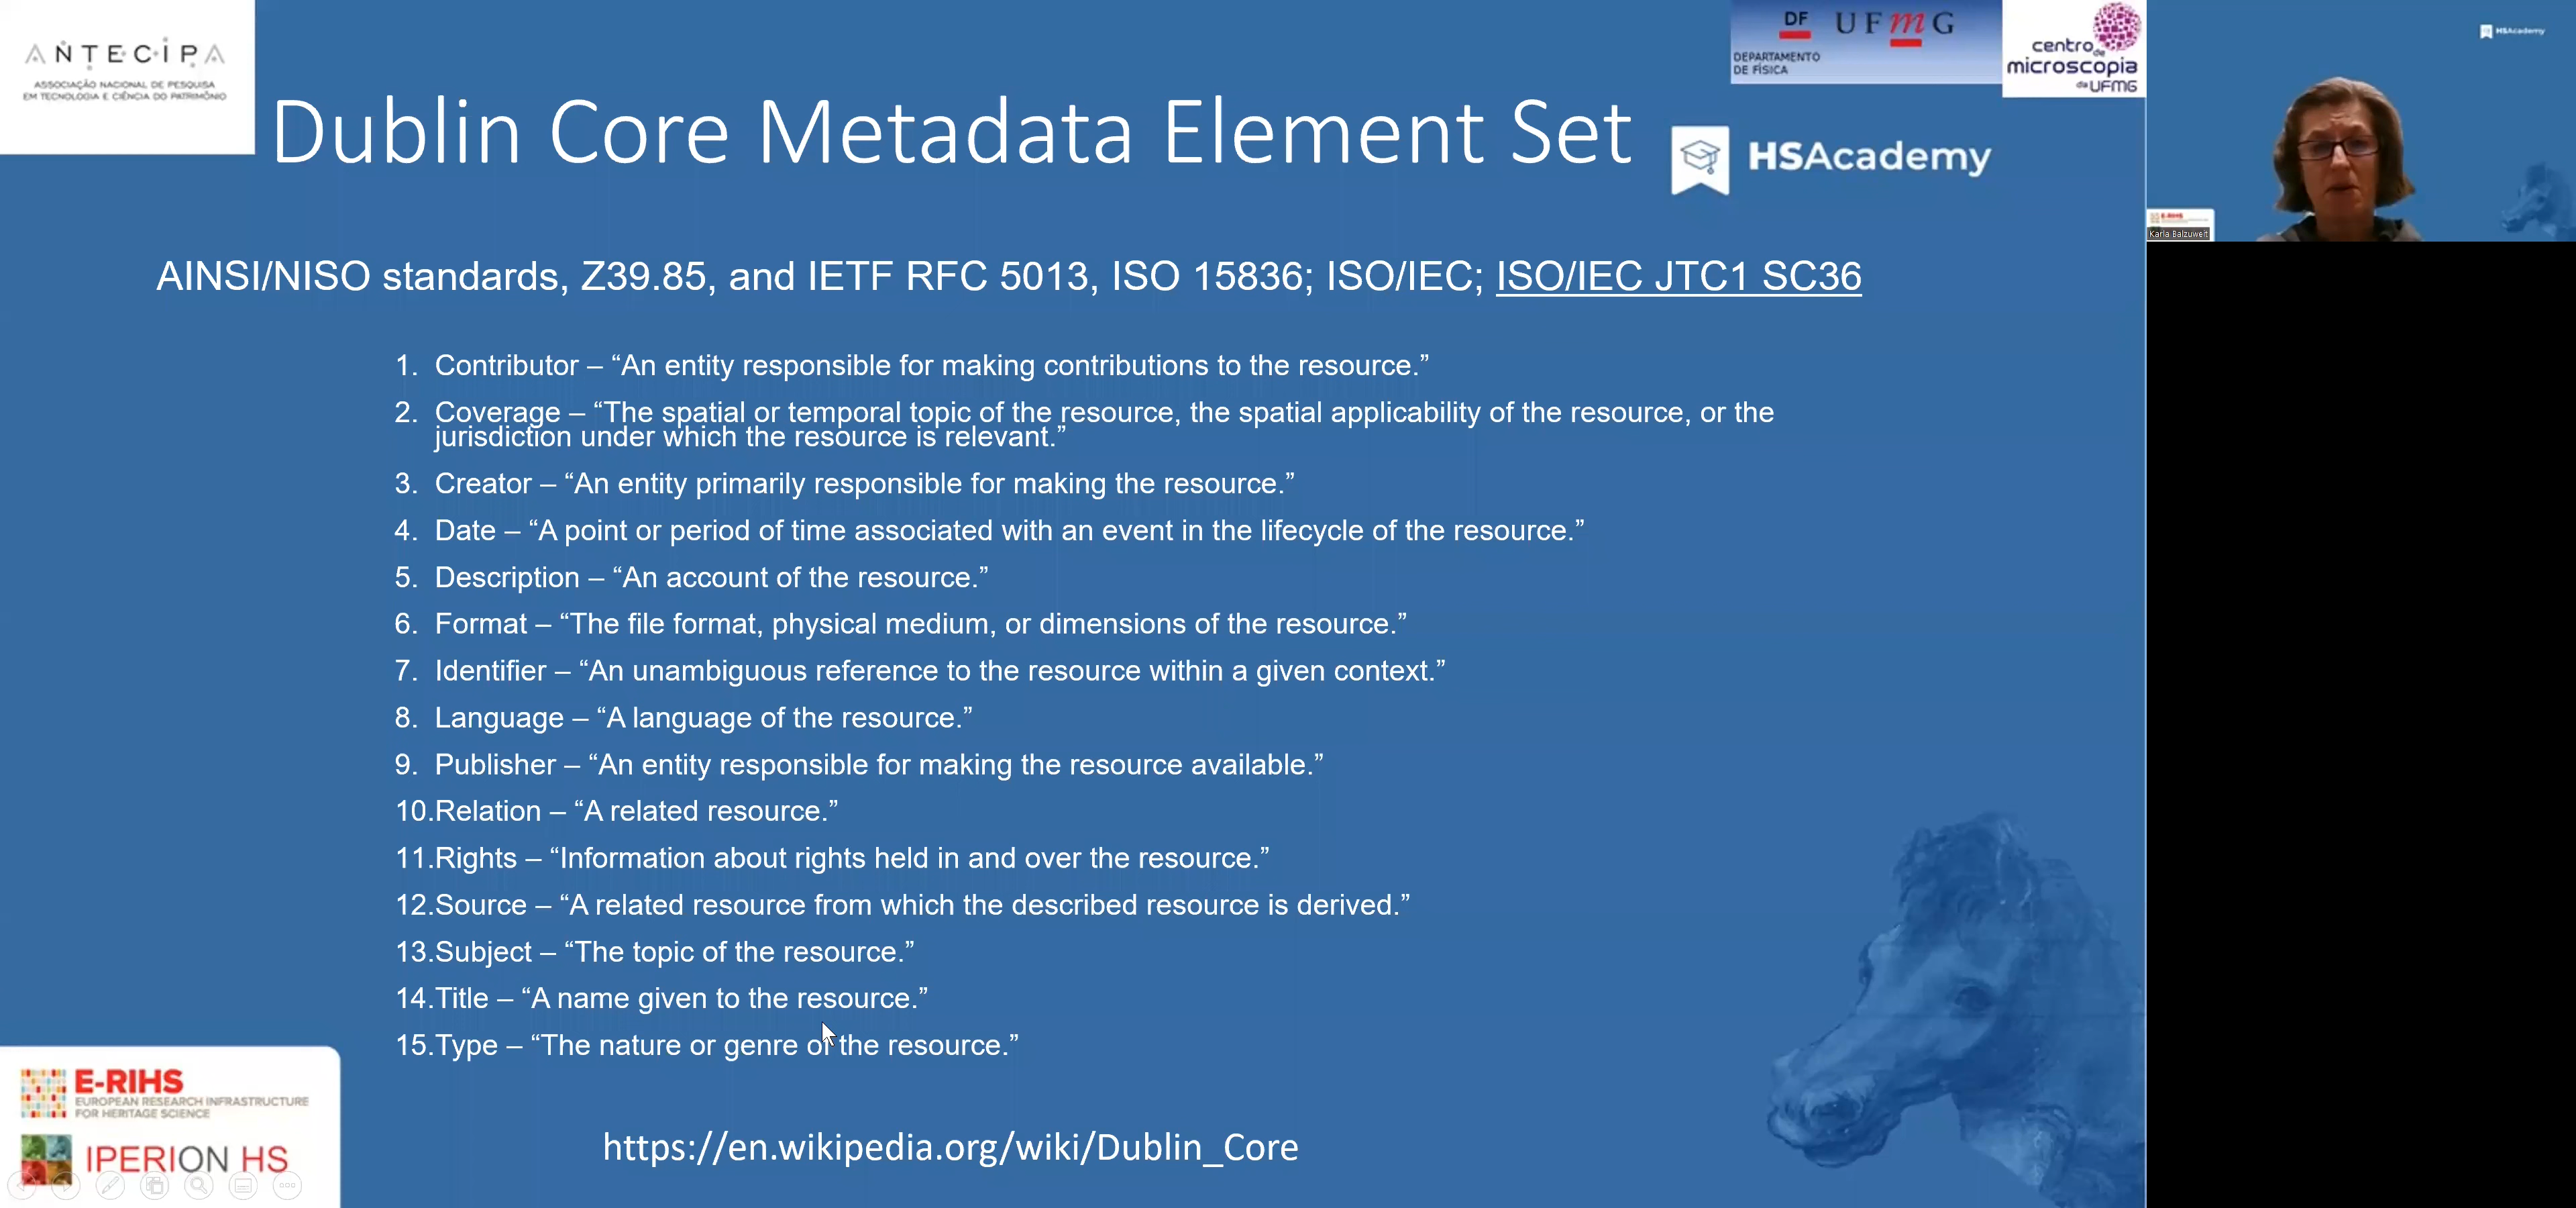 ANTECIPA
ASSOCIAÇÃO NACIONAL DE PESQUISA
EM TECNOLOGIA E CIÊNCIA DO PATRIMÔNIO
DF UFmG
DEPARTAMENTO
DE FÍSICA
centro de
microscopia
da UFMG
HSAcademy
Dublin Core Metadata Element Set
HSAcademy
E-RIHS
Karla Balzuweit
AINSI/NISO standards, Z39.85, and IETF RFC 5013, ISO 15836; ISO/IEC; ISO/IEC JTC1 SC36
1. Contributor – “An entity responsible for making contributions to the resource.”
2. Coverage – “The spatial or temporal topic of the resource, the spatial applicability of the resource, or the
jurisdiction under which the resource is relevant.”
3. Creator – “An entity primarily responsible for making the resource.”
4. Date – “A point or period of time associated with an event in the lifecycle of the resource.”
5. Description – “An account of the resource.”
6. Format – “The file format, physical medium, or dimensions of the resource.”
7. Identifier – “An unambiguous reference to the resource within a given context.”
8. Language – “A language of the resource.”
9. Publisher – “An entity responsible for making the resource available.”
10.Relation – “A related resource.”
11.Rights – “Information about rights held in and over the resource.”
12.Source – “A related resource from which the described resource is derived.”
13.Subject – “The topic of the resource.”
14.Title – “A name given to the resource.”
15.Type – “The nature or genre of the resource.”
E-RIHS
EUROPEAN RESEARCH INFRASTRUCTURE
FOR HERITAGE SCIENCE
IPERION HS
https://en.wikipedia.org/wiki/Dublin_Core